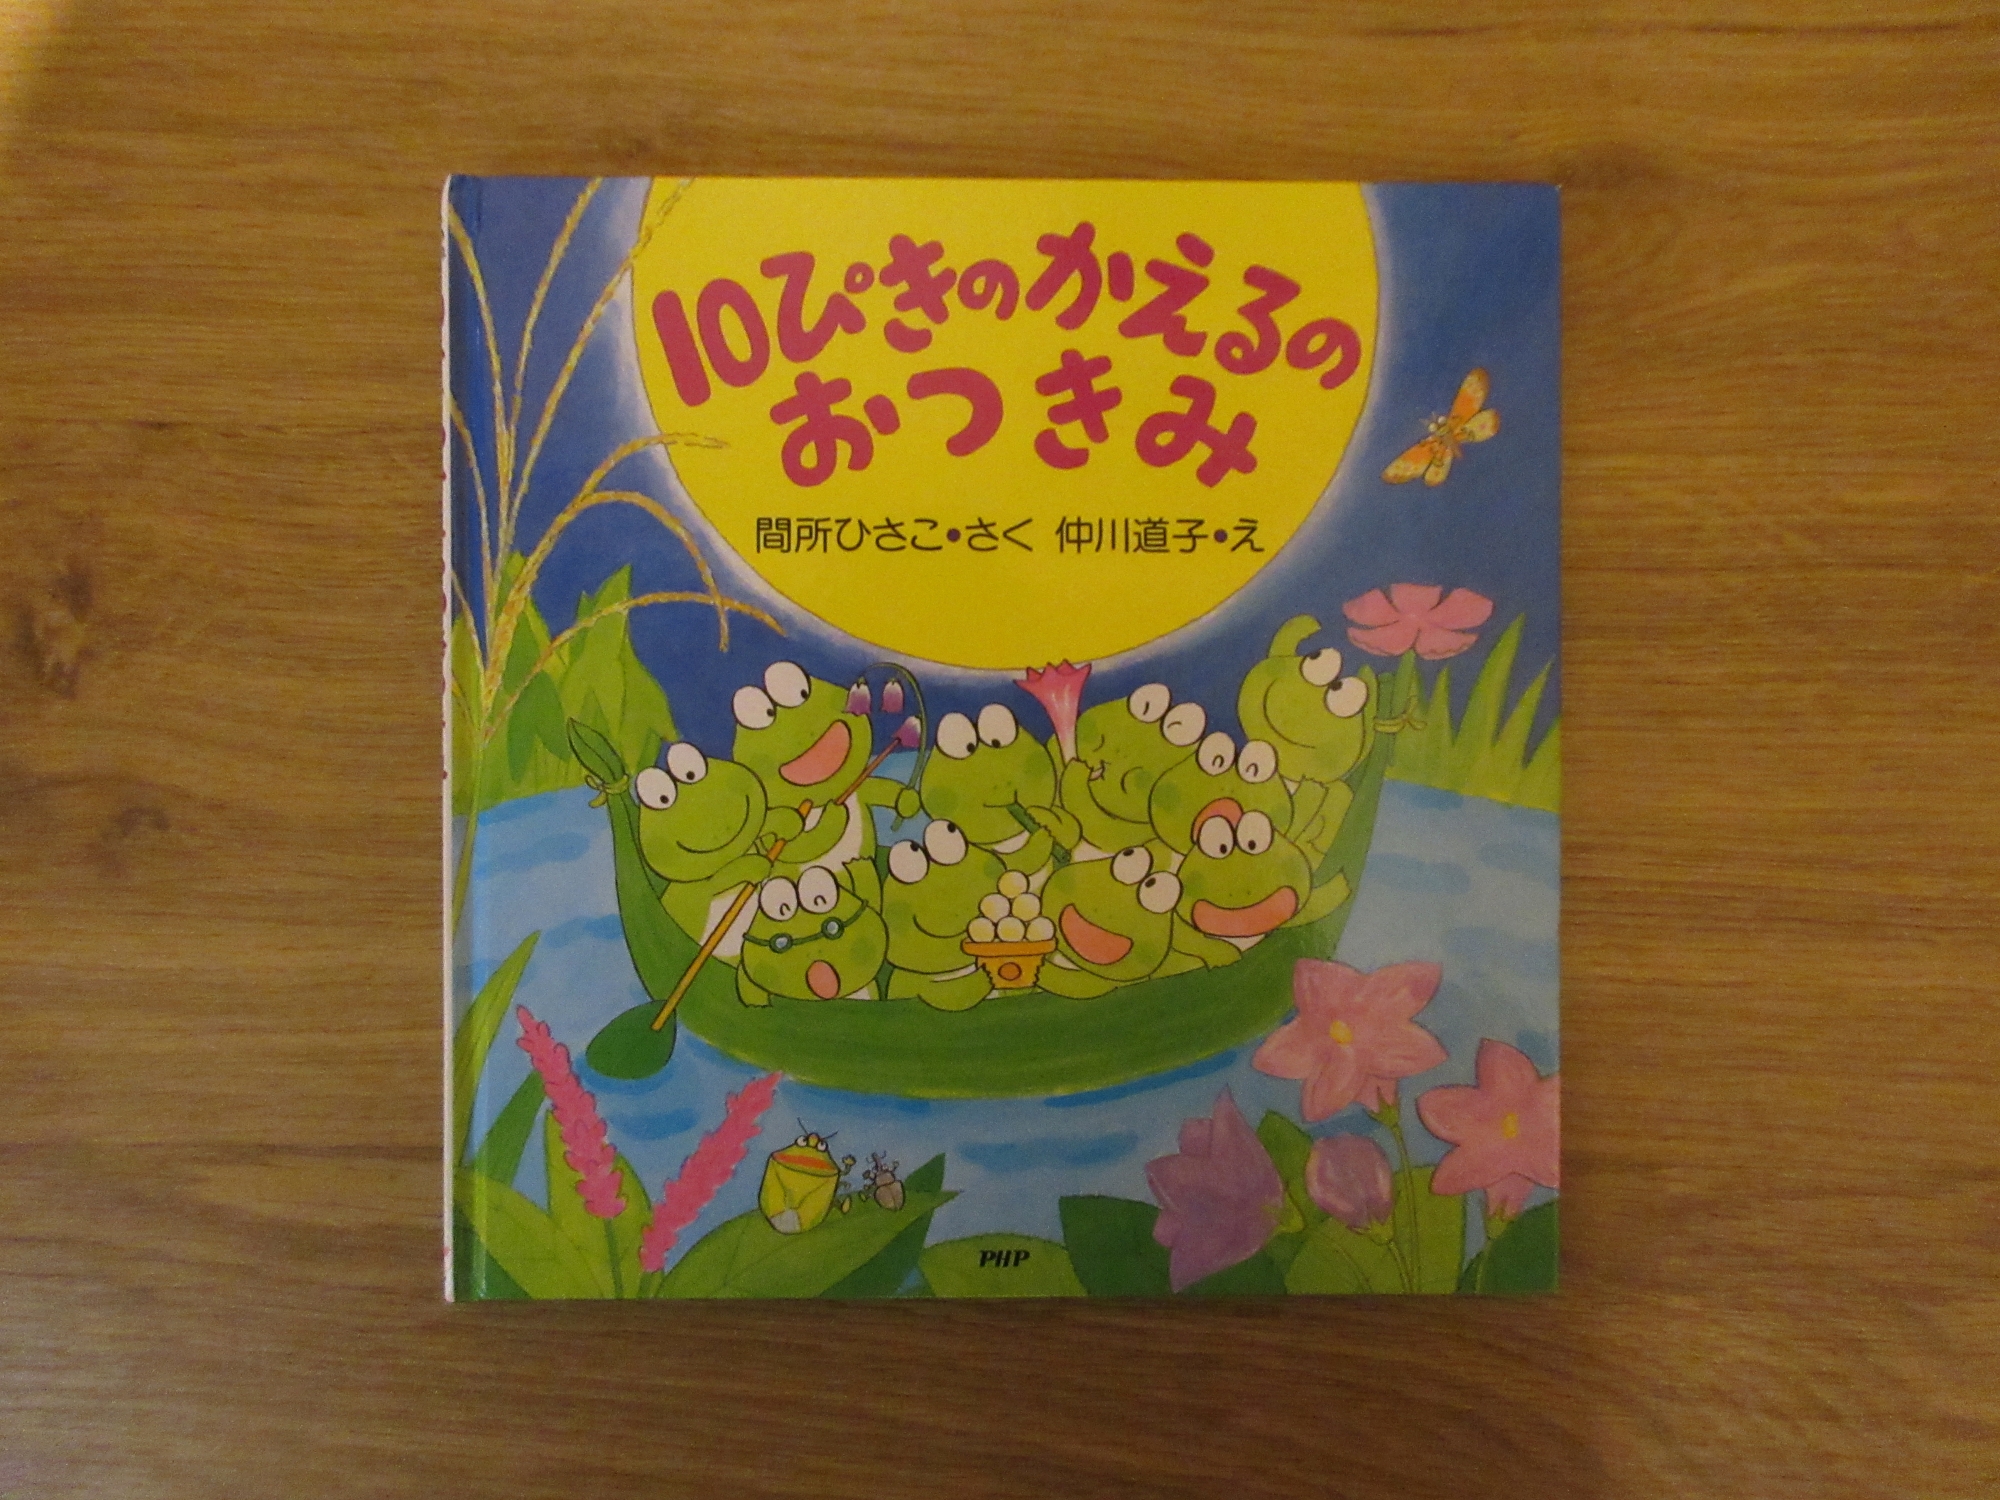 10ぴきのかえるの
おつきみ
間所ひさこ・さく 仲川道子・え
PHP